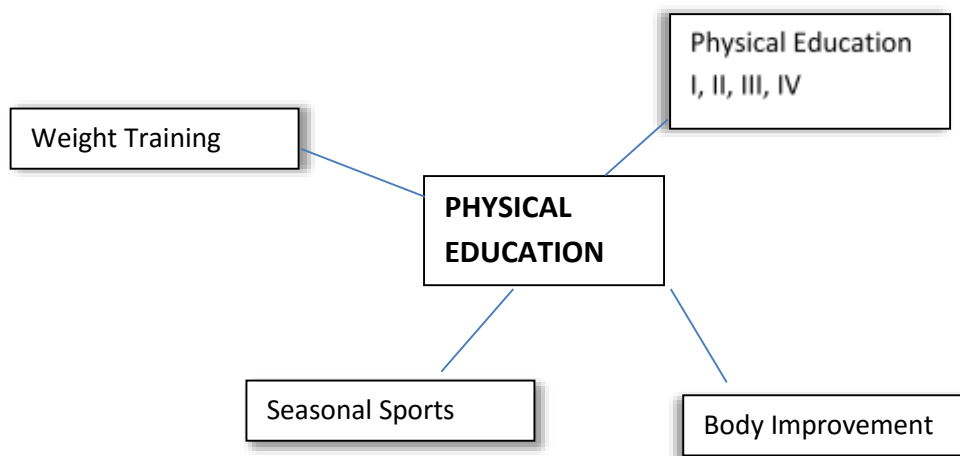 Physical Education
I, II, III, IV
Weight Training
PHYSICAL
EDUCATION
Seasonal Sports
Body Improvement